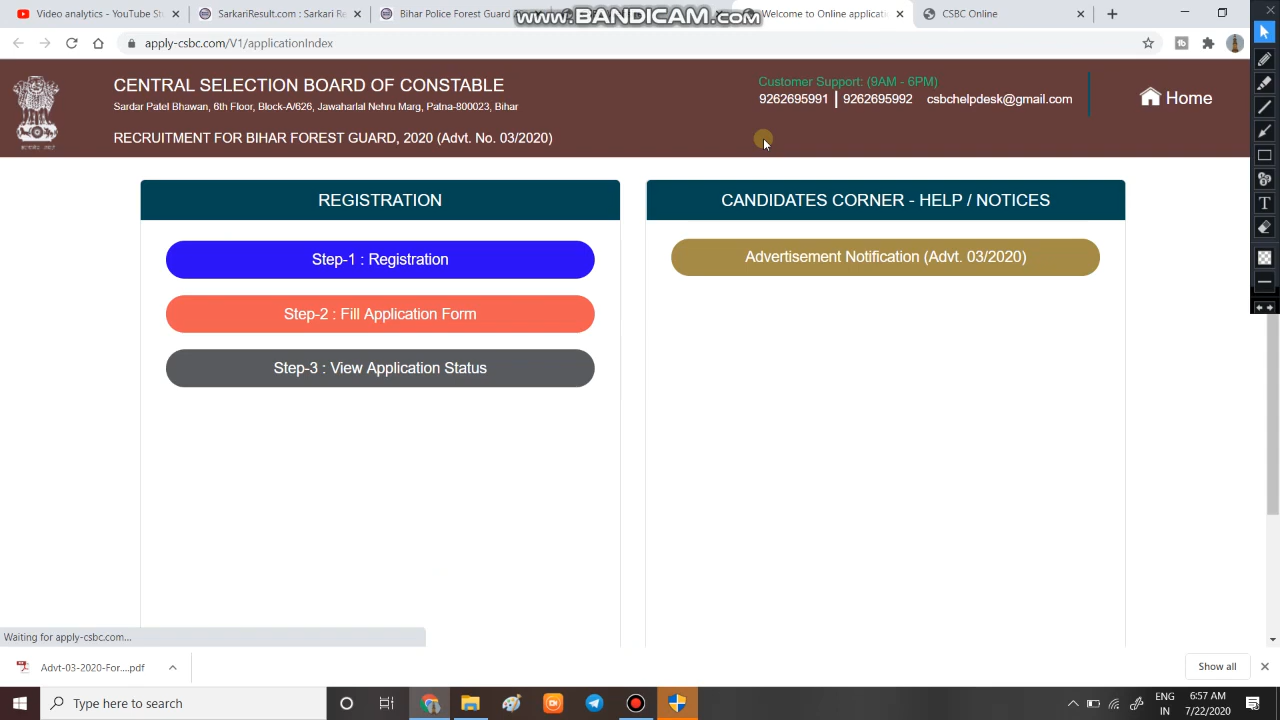 Video analytics - YouTube St
SarkariResult.com : Sarkari Re
Bihar Police Forest Guard
Welcome to Online applicatio
CSBC Online
www.BANDICAM.com
apply-csbc.com/V1/applicationIndex
CENTRAL SELECTION BOARD OF CONSTABLE
Sardar Patel Bhawan, 6th Floor, Block-A/626, Jawaharlal Nehru Marg, Patna-800023, Bihar
RECRUITMENT FOR BIHAR FOREST GUARD, 2020 (Advt. No. 03/2020)
Customer Support: (9AM - 6PM)
9262695991 | 9262695992 csbchelpdesk@gmail.com
Home
REGISTRATION
Step-1 : Registration
Step-2 : Fill Application Form
Step-3 : View Application Status
CANDIDATES CORNER - HELP / NOTICES
Advertisement Notification (Advt. 03/2020)
Waiting for apply-csbc.com...
Advt-03-2020-For....pdf
Show all
Type here to search
ENG
IN
6:57 AM
7/22/2020